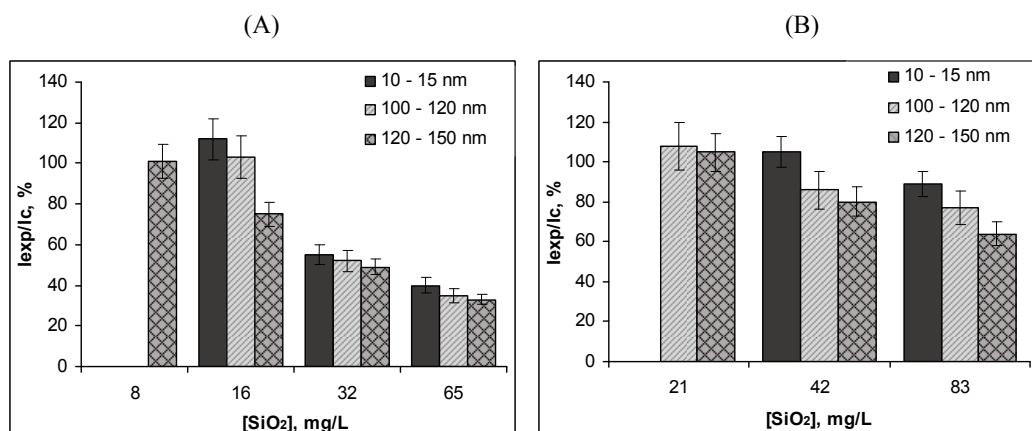 (A)
(B)
140
120
100
80
60
40
20
0
Iexp/Ic, %
10 - 15 nm
100 - 120 nm
120 - 150 nm
8 16 32 65
[SiO₂], mg/L
140
120
100
80
60
40
20
0
Iexp/Ic, %
10 - 15 nm
100 - 120 nm
120 - 150 nm
21 42 83
[SiO₂], mg/L